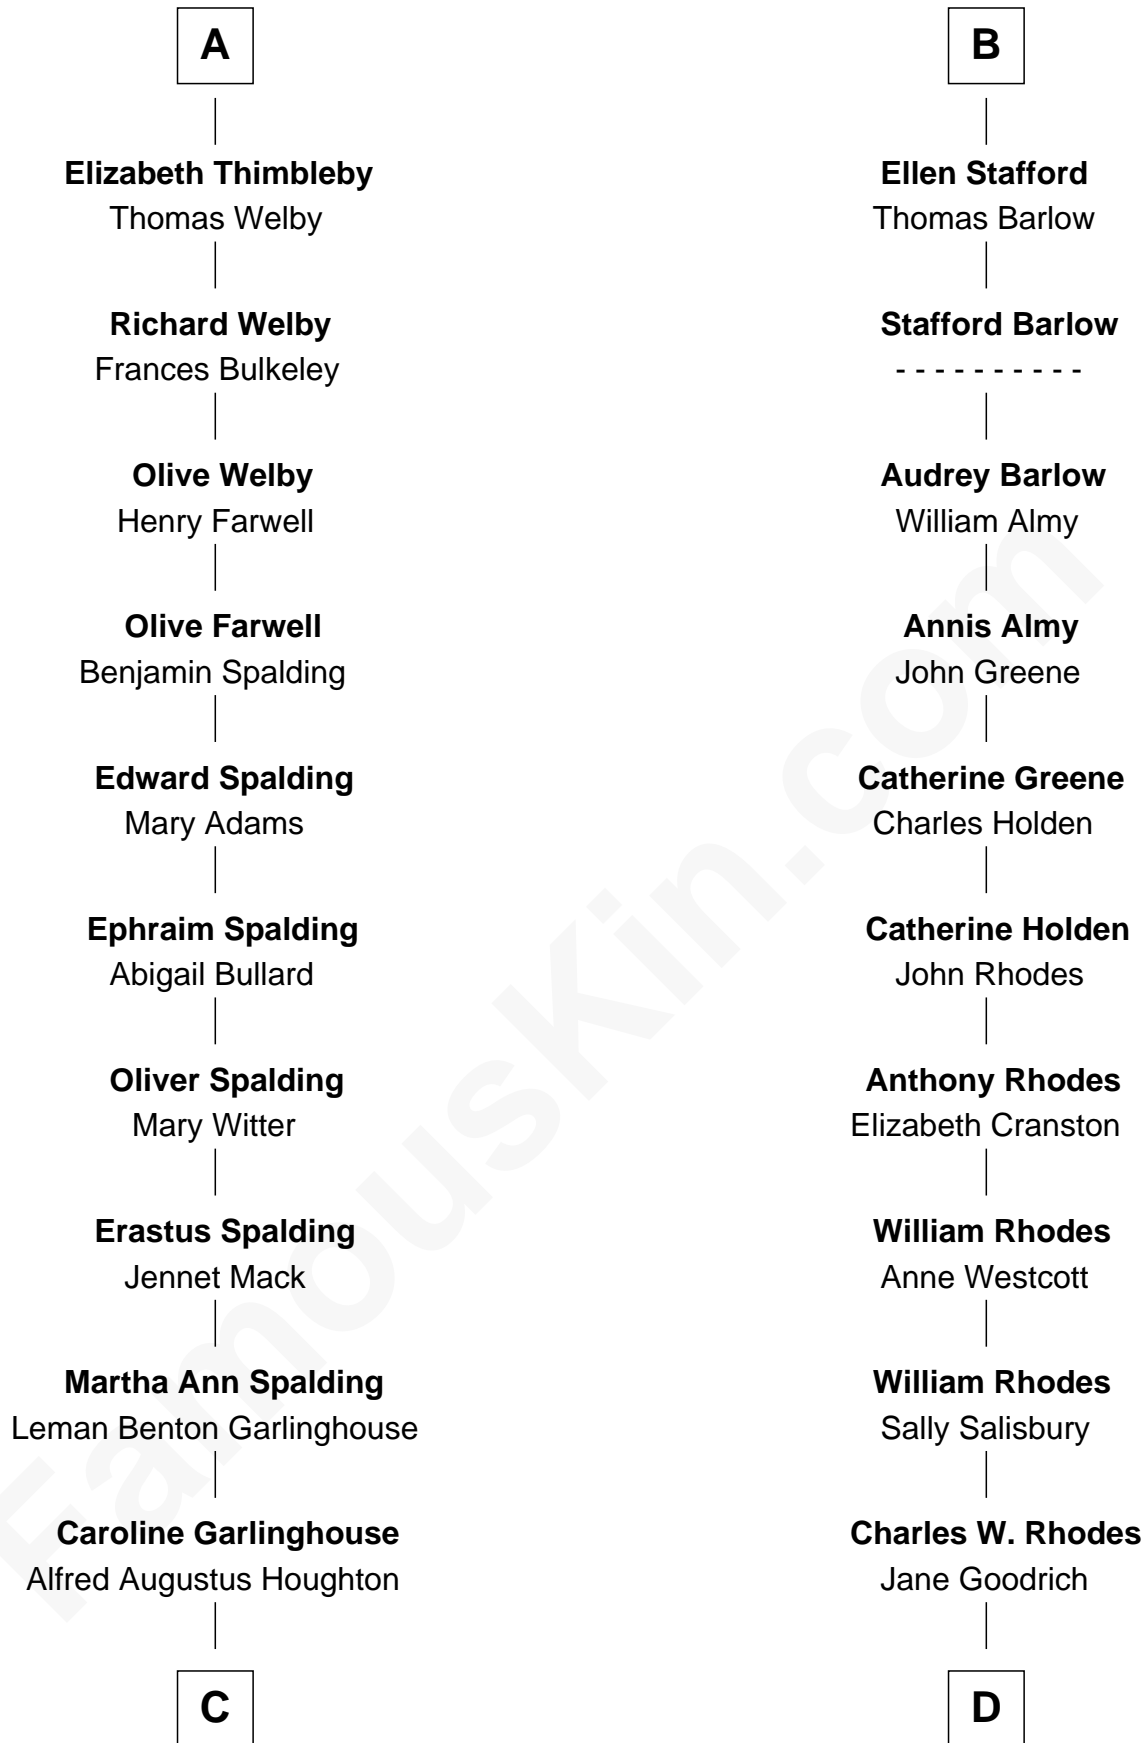 A
Elizabeth Thimbleby
Thomas Welby
Richard Welby
Frances Bulkeley
Olive Welby
Henry Farwell
Olive Farwell
Benjamin Spalding
Edward Spalding
Mary Adams
Ephraim Spalding
Abigail Bullard
Oliver Spalding
Mary Witter
Erastus Spalding
Jennet Mack
Martha Ann Spalding
Leman Benton Garlinghouse
Caroline Garlinghouse
Alfred Augustus Houghton
C
B
Ellen Stafford
Thomas Barlow
Stafford Barlow
- - - - - - - - - -
Audrey Barlow
William Almy
Annis Almy
John Greene
Catherine Greene
Charles Holden
Catherine Holden
John Rhodes
Anthony Rhodes
Elizabeth Cranston
William Rhodes
Anne Westcott
William Rhodes
Sally Salisbury
Charles W. Rhodes
Jane Goodrich
D
FamousKin.com